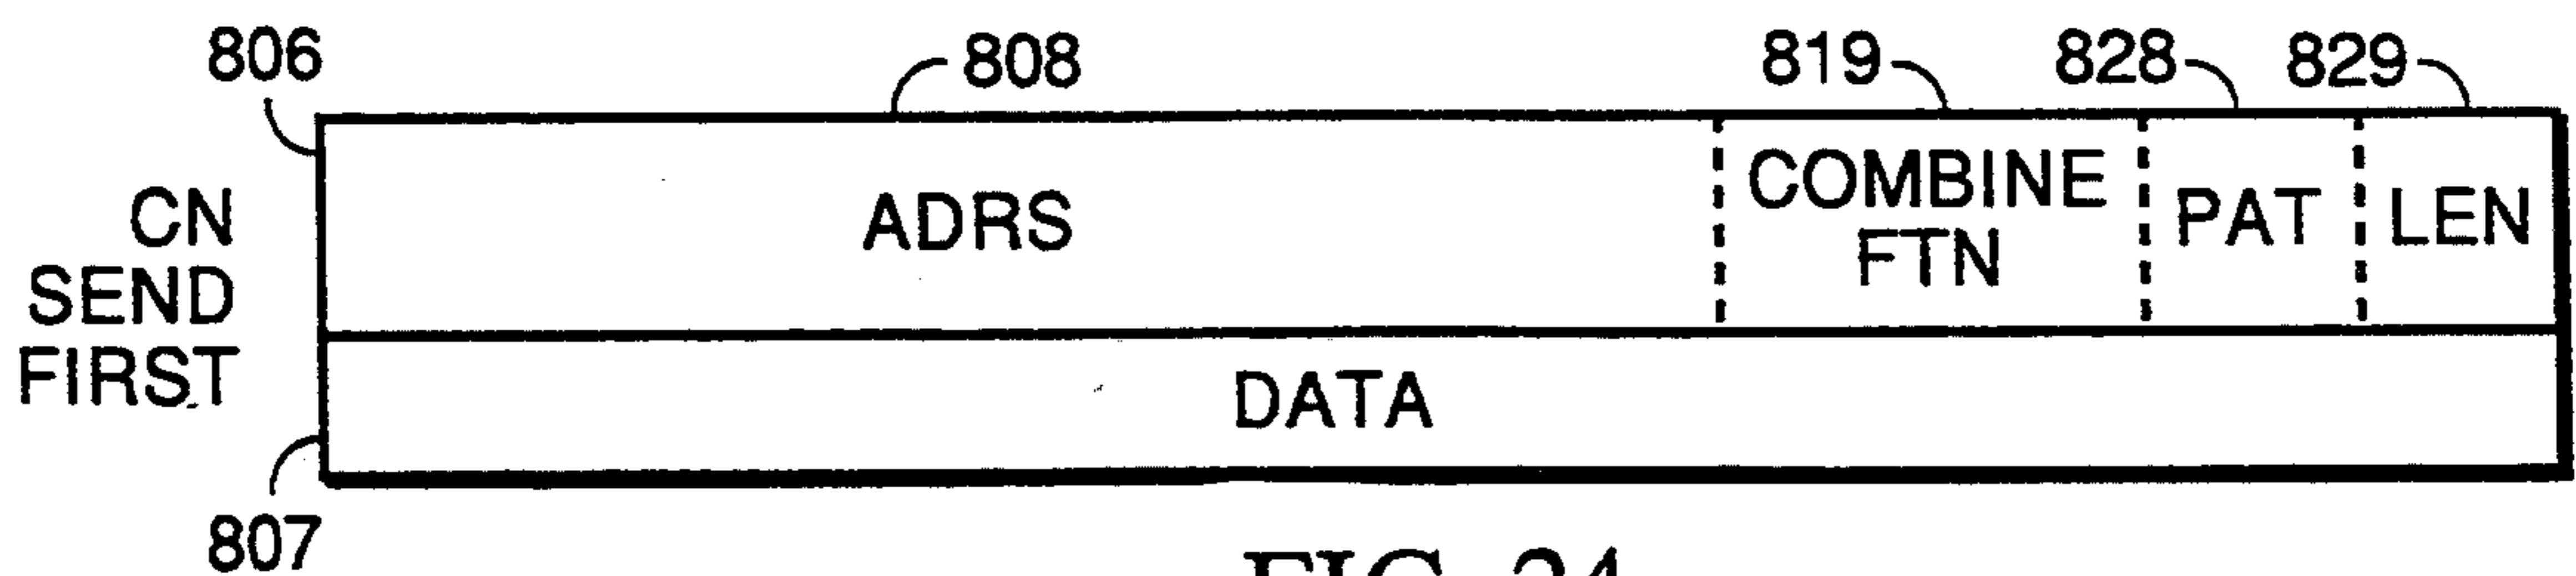 806
808
819
828
829
CN
SEND
FIRST
ADRS
COMBINE
FTN
PAT
LEN
DATA
807